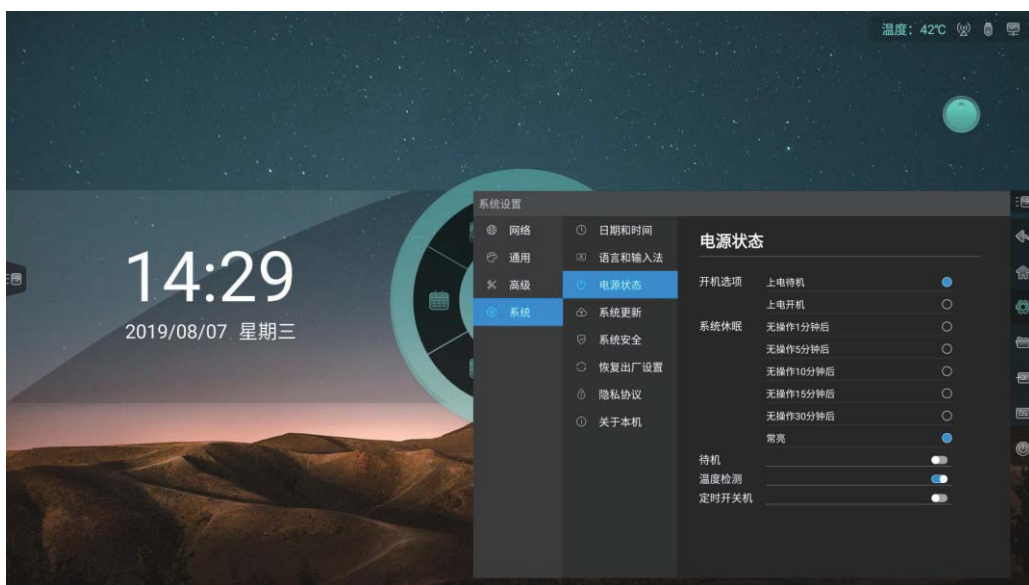 温度：42℃
14:29
2019/08/07 星期三
系统设置
网络
通用
高级
系统
日期和时间
语言和输入法
电源状态
系统更新
系统安全
恢复出厂设置
隐私协议
关于本机
电源状态
开机选项 上电待机
上电开机
系统休眠 无操作1分钟后
无操作5分钟后
无操作10分钟后
无操作15分钟后
无操作30分钟后
常亮
待机
温度检测
定时开关机